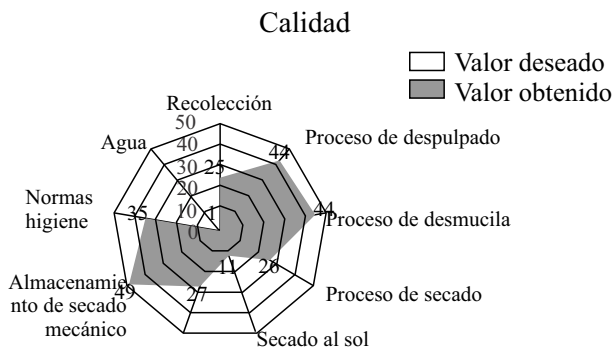 Calidad
Valor deseado
Valor obtenido
Recolección
50
40
30
20
10
0
Agua
Proceso de despulpado
44
25
Normas
higiene
35
1
44
Proceso de desmucila
Almacenamie
nto de secado
mecánico
49
27
11
26
Proceso de secado
Secado al sol